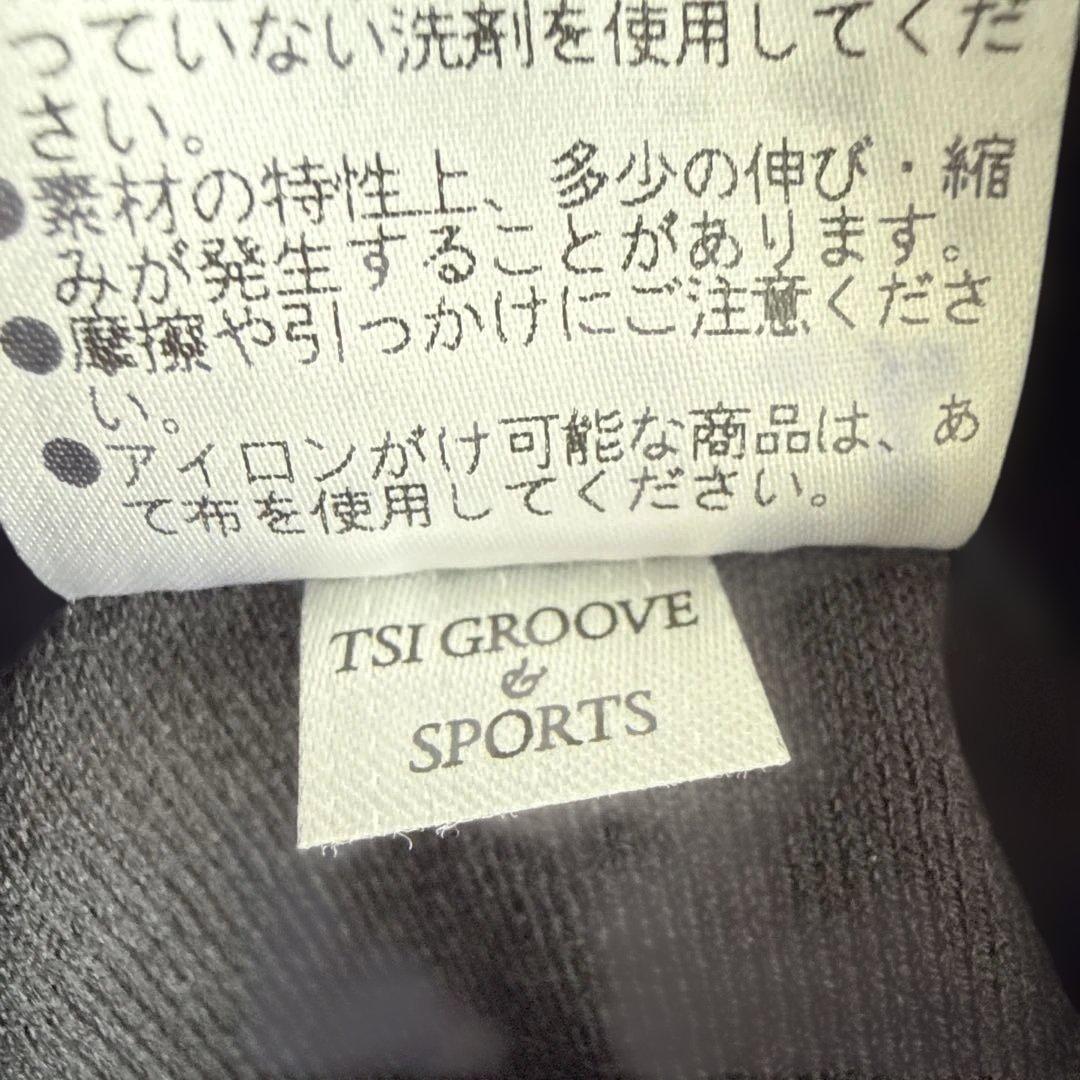 っていない洗剤を使用してくだ
さい。
●素材の特性上、多少の伸び・縮
みが発生することがあります。
●摩擦や引っかけにご注意くださ
い。
●アイロンがけ可能な商品は、あ
て布を使用してください。
TSI GROOVE
&
SPORTS